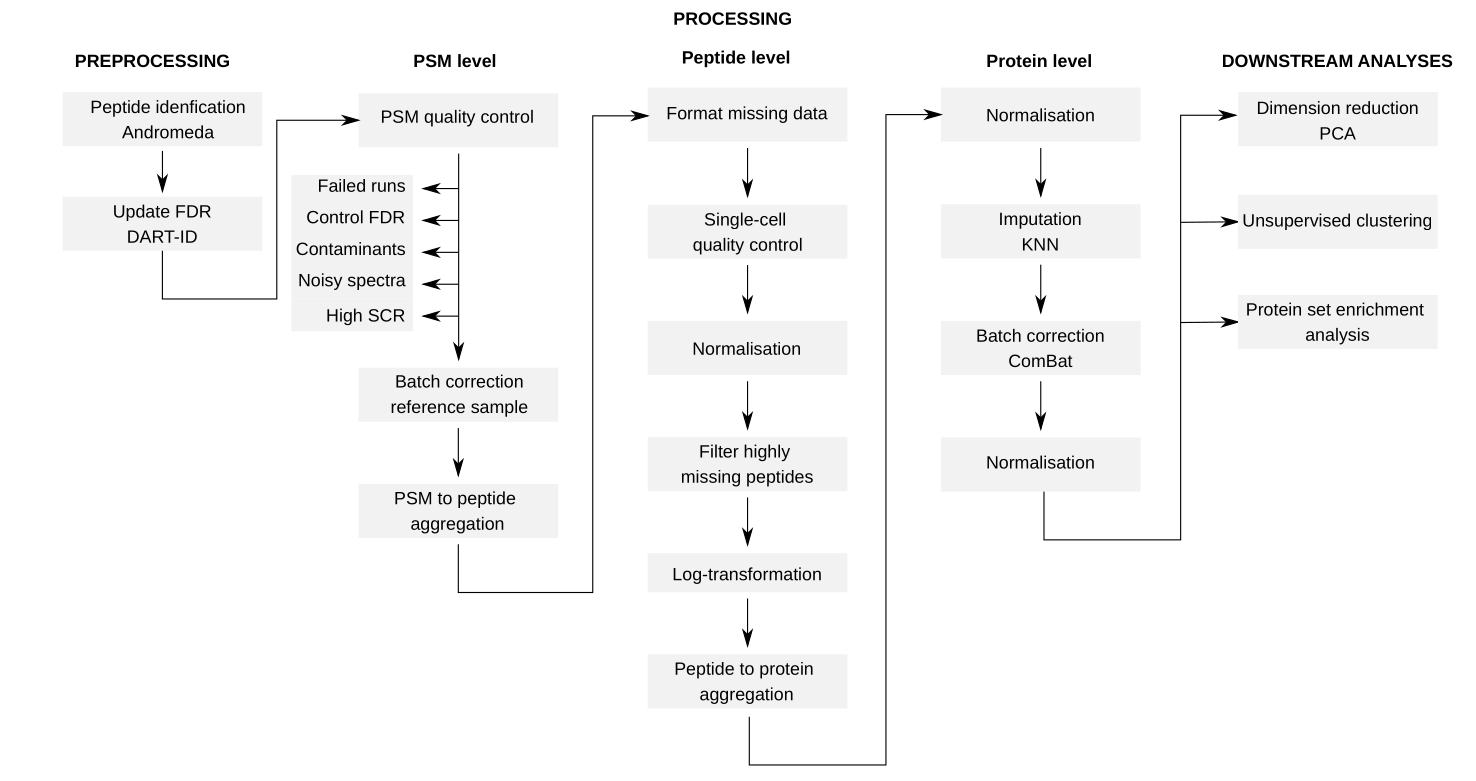 PROCESSING
PREPROCESSING
Peptide idenfication
Andromeda
Update FDR
DART-ID
PSM level
PSM quality control
Failed runs
Control FDR
Contaminants
Noisy spectra
High SCR
Batch correction
reference sample
PSM to peptide
aggregation
Peptide level
Format missing data
Single-cell
quality control
Normalisation
Filter highly
missing peptides
Log-transformation
Peptide to protein
aggregation
Protein level
Normalisation
Imputation
KNN
Batch correction
ComBat
Normalisation
DOWNSTREAM ANALYSES
Dimension reduction
PCA
Unsupervised clustering
Protein set enrichment
analysis